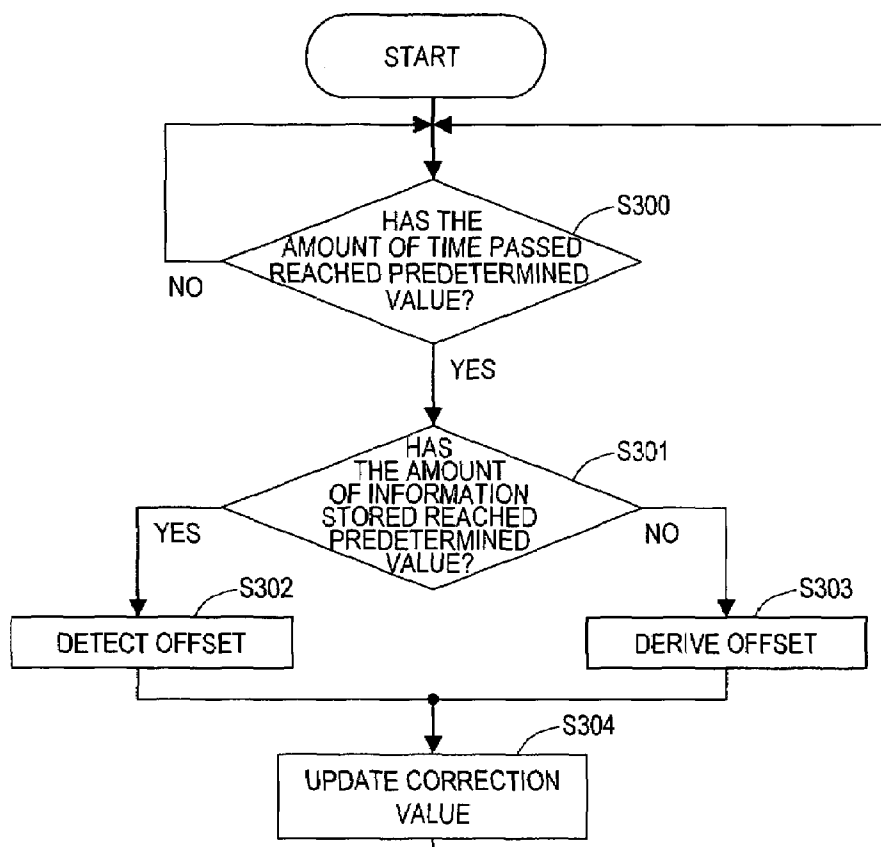 START
S300
HAS THE
AMOUNT OF TIME PASSED
REACHED PREDETERMINED
VALUE?
NO
YES
S301
HAS
THE AMOUNT
OF INFORMATION
STORED REACHED
PREDETERMINED
VALUE?
YES
NO
S302
S303
DETECT OFFSET
DERIVE OFFSET
S304
UPDATE CORRECTION
VALUE